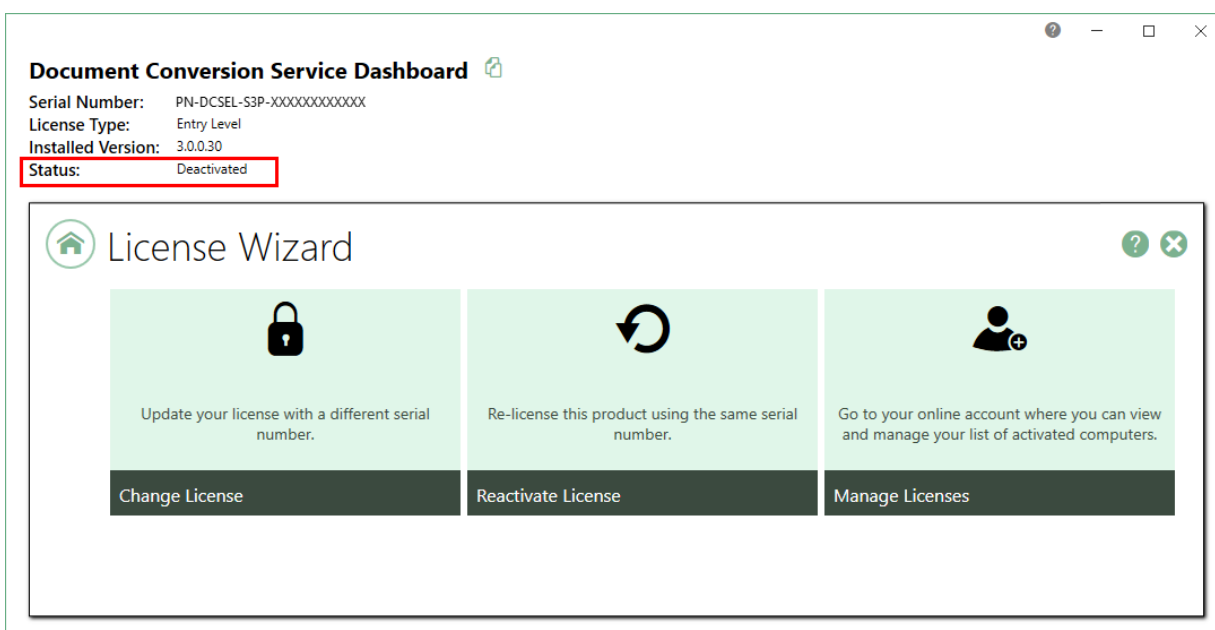 Document Conversion Service Dashboard
Serial Number: PN-DCSEL-S3P-XXXXXXXXXXXX
License Type: Entry Level
Installed Version: 3.0.0.30
Status: Deactivated
License Wizard
Update your license with a different serial
number.
Change License
Re-license this product using the same serial
number.
Reactivate License
Go to your online account where you can view
and manage your list of activated computers.
Manage Licenses